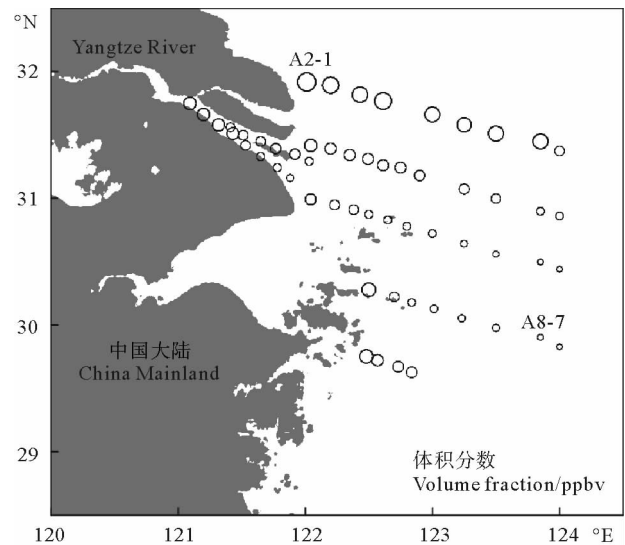 °N
Yangtze River
32
A2-1
31
30
A8-7
中国大陆
China Mainland
29
体积分数
Volume fraction/ppbv
120 121 122 123 124 °E